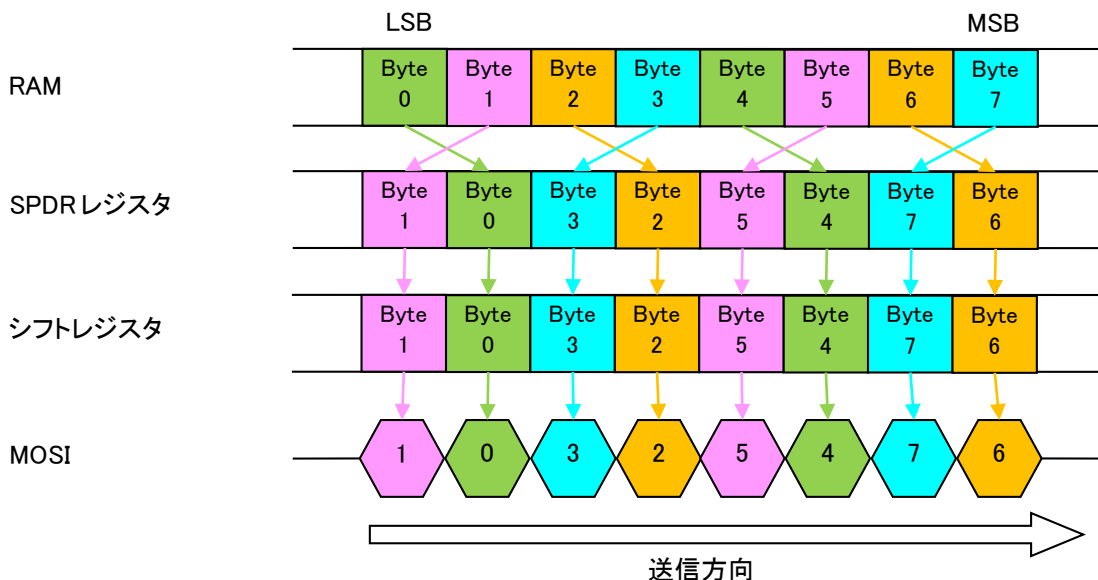 LSB MSB
RAM
Byte Byte Byte Byte Byte Byte Byte Byte
0 1 2 3 4 5 6 7
SPDRレジスタ
Byte Byte Byte Byte Byte Byte Byte Byte
1 0 3 2 5 4 7 6
シフトレジスタ
Byte Byte Byte Byte Byte Byte Byte Byte
1 0 3 2 5 4 7 6
MOSI
1 0 3 2 5 4 7 6
送信方向